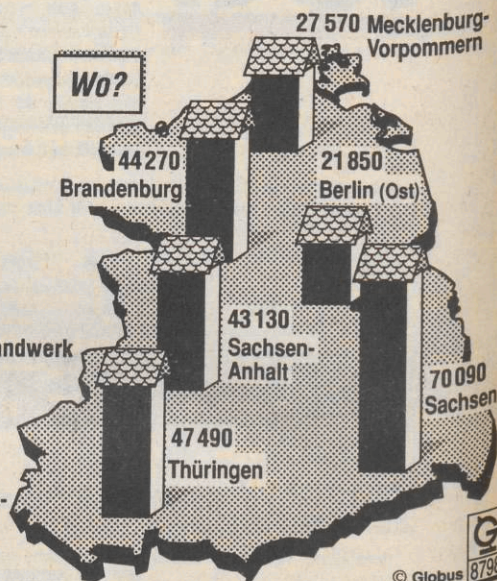 27 570 Mecklenburg-
Vorpommern
Wo?
44 270
Brandenburg
21 850
Berlin (Ost)
43 130
Sachsen-
Anhalt
70 090
Sachsen
47 490
Thüringen
© Globus